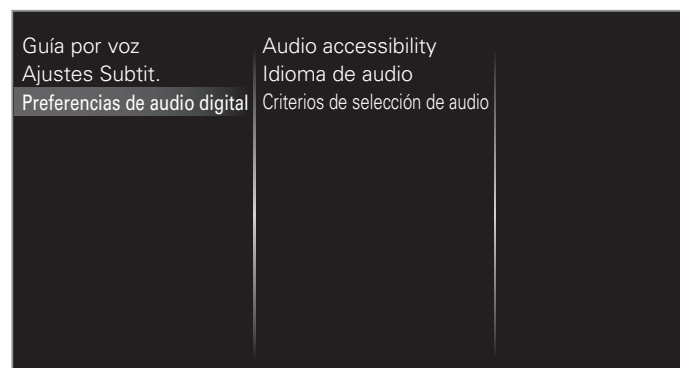 Guía por voz
Ajustes Subtit.
Preferencias de audio digital
Audio accessibility
Idioma de audio
Criterios de selección de audio